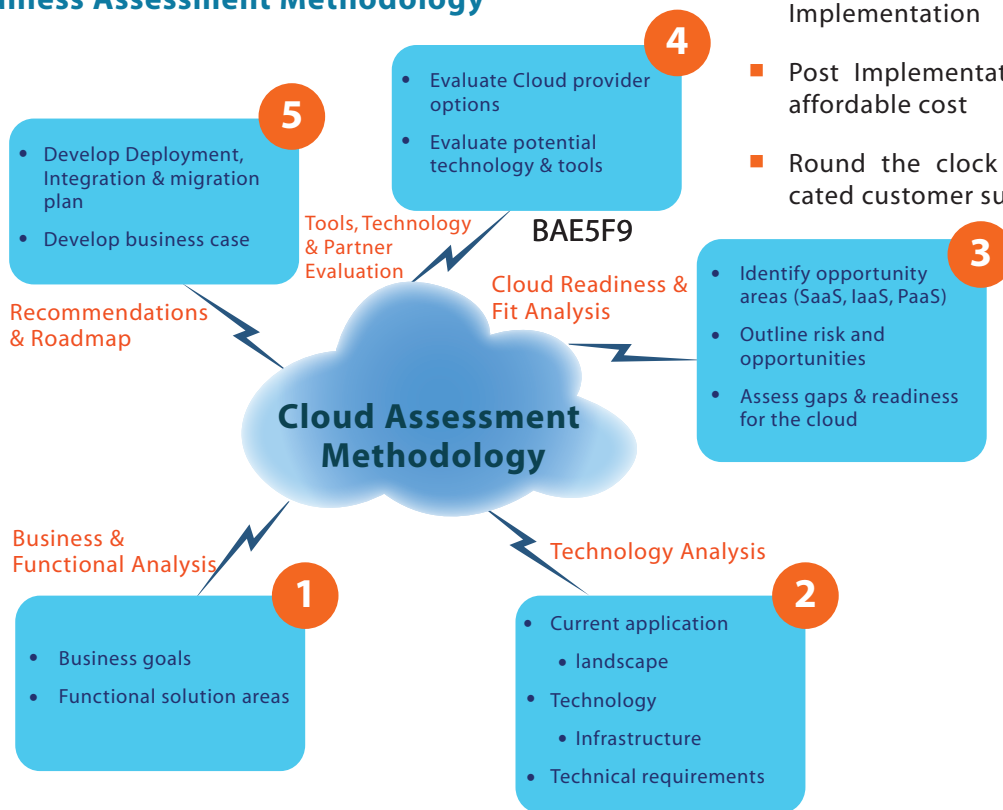 Assessment Methodology
Implementation
Post
affordable cost
Round the clock
customer
4
• Evaluate Cloud provider
options
• Evaluate potential
technology & tools
5
• Develop Deployment,
Integration & migration
plan
• Develop business case
Tools, Technology
& Partner
Evaluation
BAE5F9
3
• Identify opportunity
areas (SaaS, IaaS, PaaS)
• Outline risk and
opportunities
• Assess gaps & readiness
for the cloud
Cloud Readiness &
Fit Analysis
Recommendations
& Roadmap
Cloud Assessment
Methodology
Business &
Functional Analysis
Technology Analysis
1
• Business goals
• Functional solution areas
2
• Current application
• landscape
• Technology
• Infrastructure
• Technical requirements